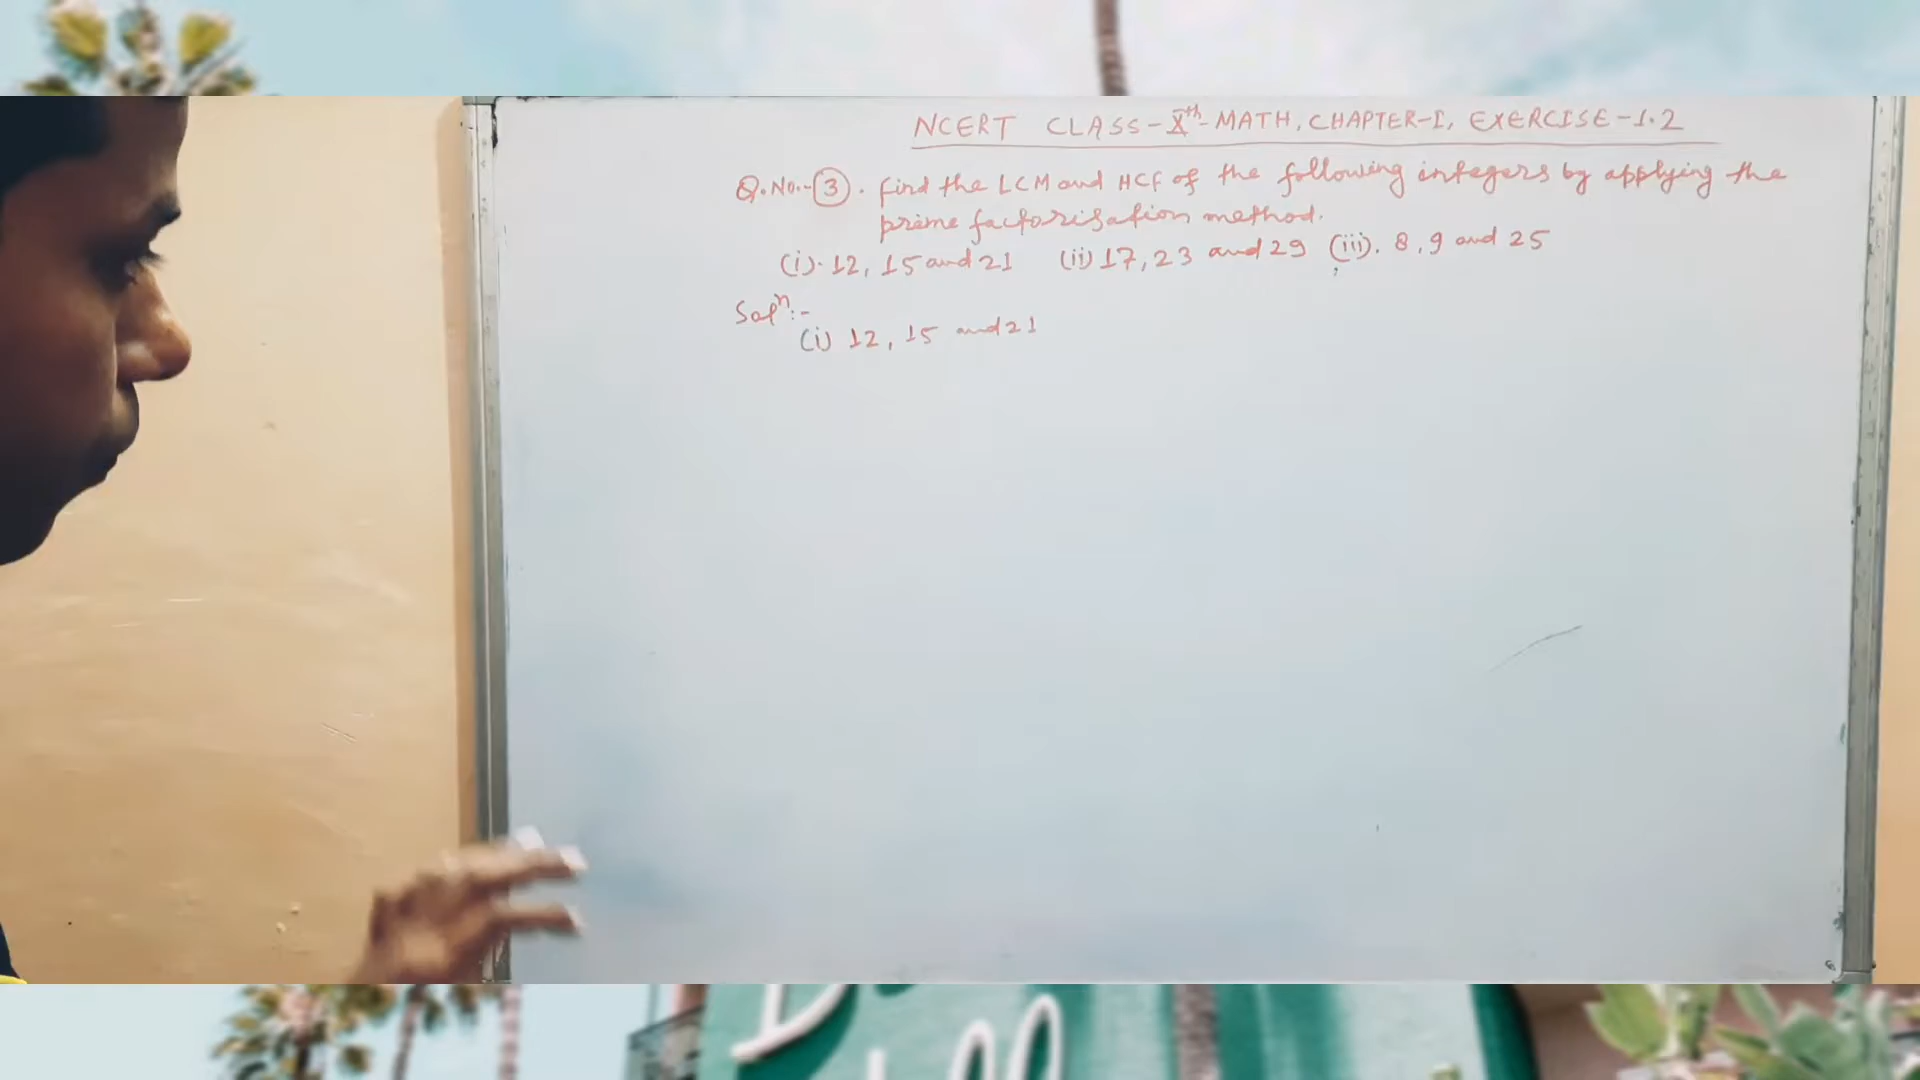 NCERT CLASS-Xth-MATH, CHAPTER-I, EXERCISE-1.2
Q.No.-(3). find the LCM and HCF of the following integers by applying the
prime factorisation method.
(i). 12, 15 and 21 (ii) 17, 23 and 29 (iii). 8, 9 and 25
Solⁿ:-
(i) 12, 15 and 21